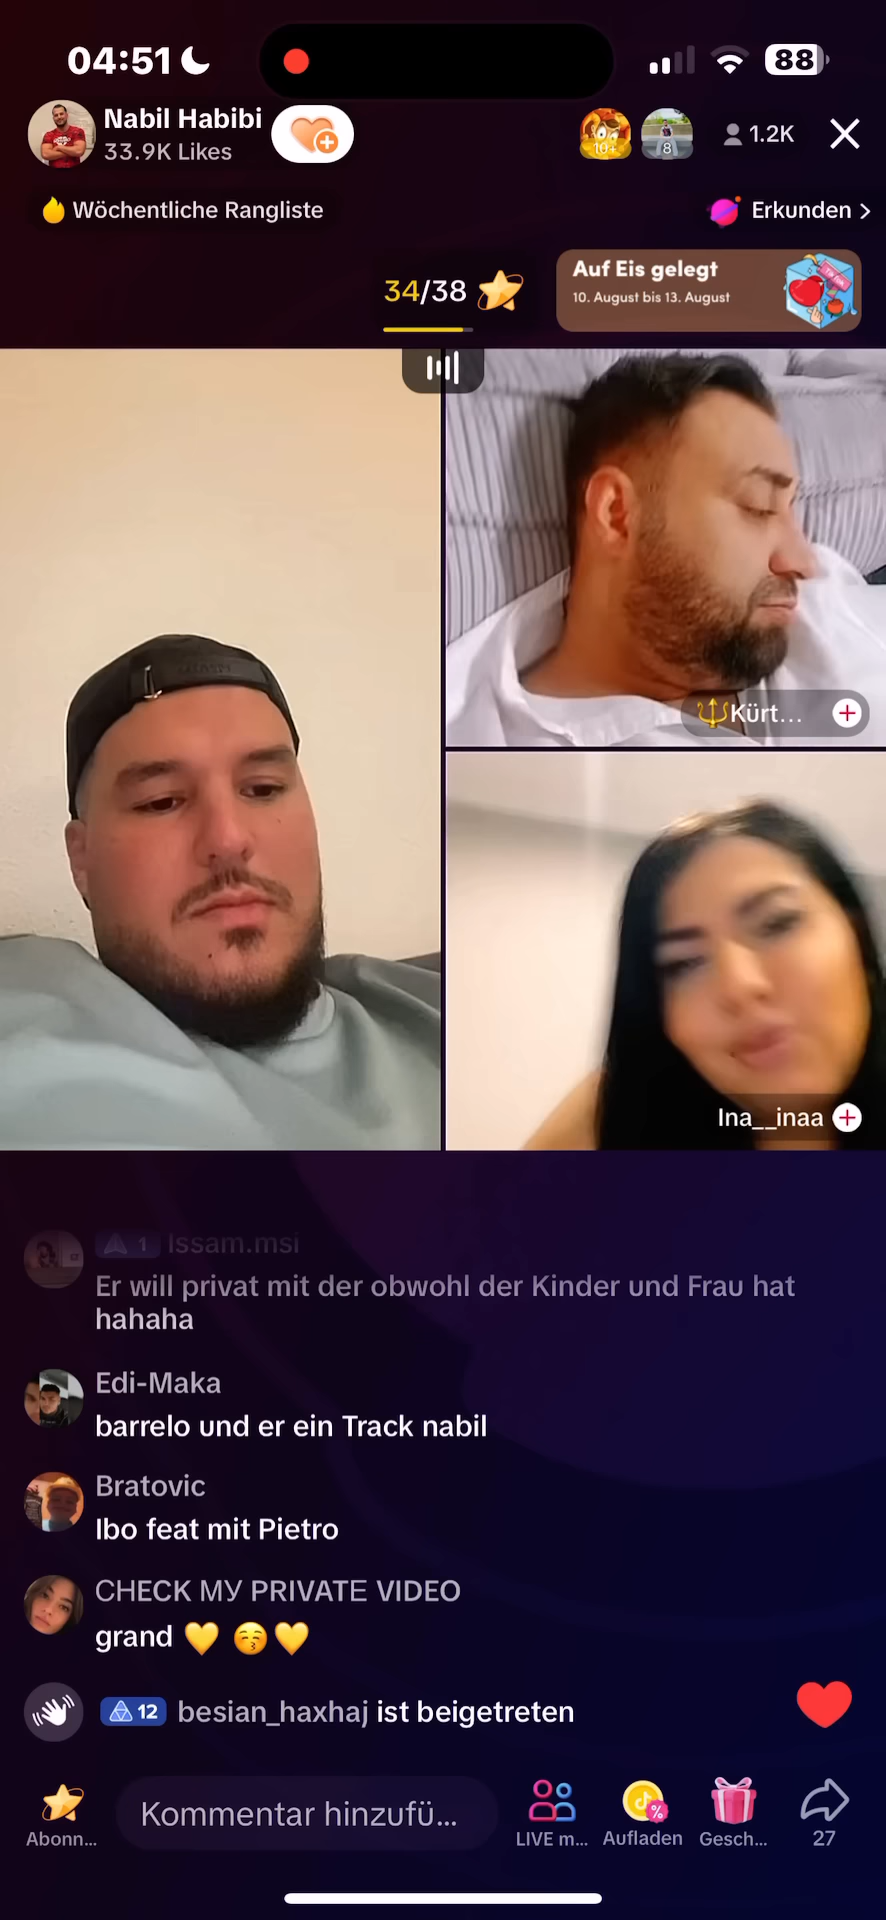 04:51
88
Nabil Habibi
33.9K Likes
10+
8
1.2K
Wöchentliche Rangliste
Erkunden >
34/38
Auf Eis gelegt
10. August bis 13. August
Kürt...
Ina__inaa
1 Issam.msi
Er will privat mit der obwohl der Kinder und Frau hat
hahaha
Edi-Maka
barrelo und er ein Track nabil
Bratovic
Ibo feat mit Pietro
CHECK MУ PRIVATE VIDEO
grand 💛 😚💛
12 besian_haxhaj ist beigetreten
Kommentar hinzufü...
Abonn...
LIVE m...
Aufladen
Gesch...
27